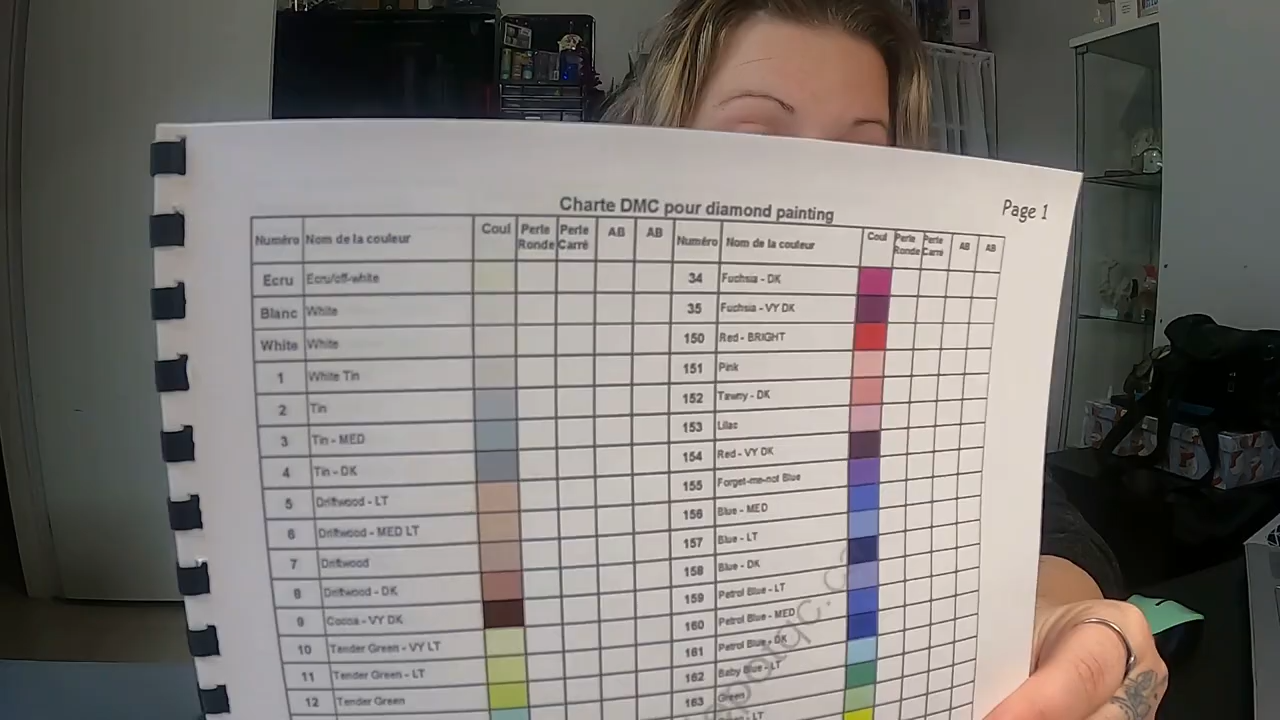 Page 1
Charte DMC pour diamond painting
Numéro Nom de la couleur Coul Perle Ronde Perle Carré AB AB Numéro Nom de la couleur Coul Perle Ronde Perle Carré AB AB
Ecru Ecru/off-white 34 Fuchsia - DK
Blanc White 35 Fuchsia - VY DK
White White 150 Red - BRIGHT
1 White Tin 151 Pink
2 Tin 152 Tawny - DK
3 Tin - MED 153 Lilac
4 Tin - DK 154 Red - VY DK
5 Driftwood - LT 155 Forget-me-not Blue
6 Driftwood - MED LT 156 Blue - MED
7 Driftwood 157 Blue - LT
8 Driftwood - DK 158 Blue - DK
9 Cocoa - VY DK 159 Petrol Blue - LT
10 Tender Green - VY LT 160 Petrol Blue - MED
11 Tender Green - LT 161 Petrol Blue - DK
12 Tender Green 162 Baby Blue - LT
163 Green
LT